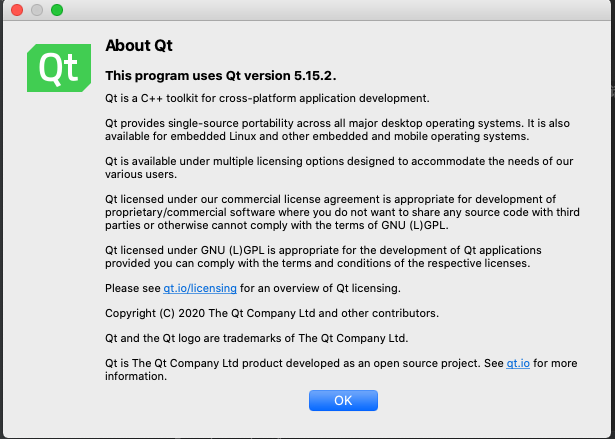 Qt
About Qt
This program uses Qt version 5.15.2.
Qt is a C++ toolkit for cross-platform application development.
Qt provides single-source portability across all major desktop operating systems. It is also
available for embedded Linux and other embedded and mobile operating systems.
Qt is available under multiple licensing options designed to accommodate the needs of our
various users.
Qt licensed under our commercial license agreement is appropriate for development of
proprietary/commercial software where you do not want to share any source code with third
parties or otherwise cannot comply with the terms of GNU (L)GPL.
Qt licensed under GNU (L)GPL is appropriate for the development of Qt applications
provided you can comply with the terms and conditions of the respective licenses.
Please see qt.io/licensing for an overview of Qt licensing.
Copyright (C) 2020 The Qt Company Ltd and other contributors.
Qt and the Qt logo are trademarks of The Qt Company Ltd.
Qt is The Qt Company Ltd product developed as an open source project. See qt.io for more
information.
OK